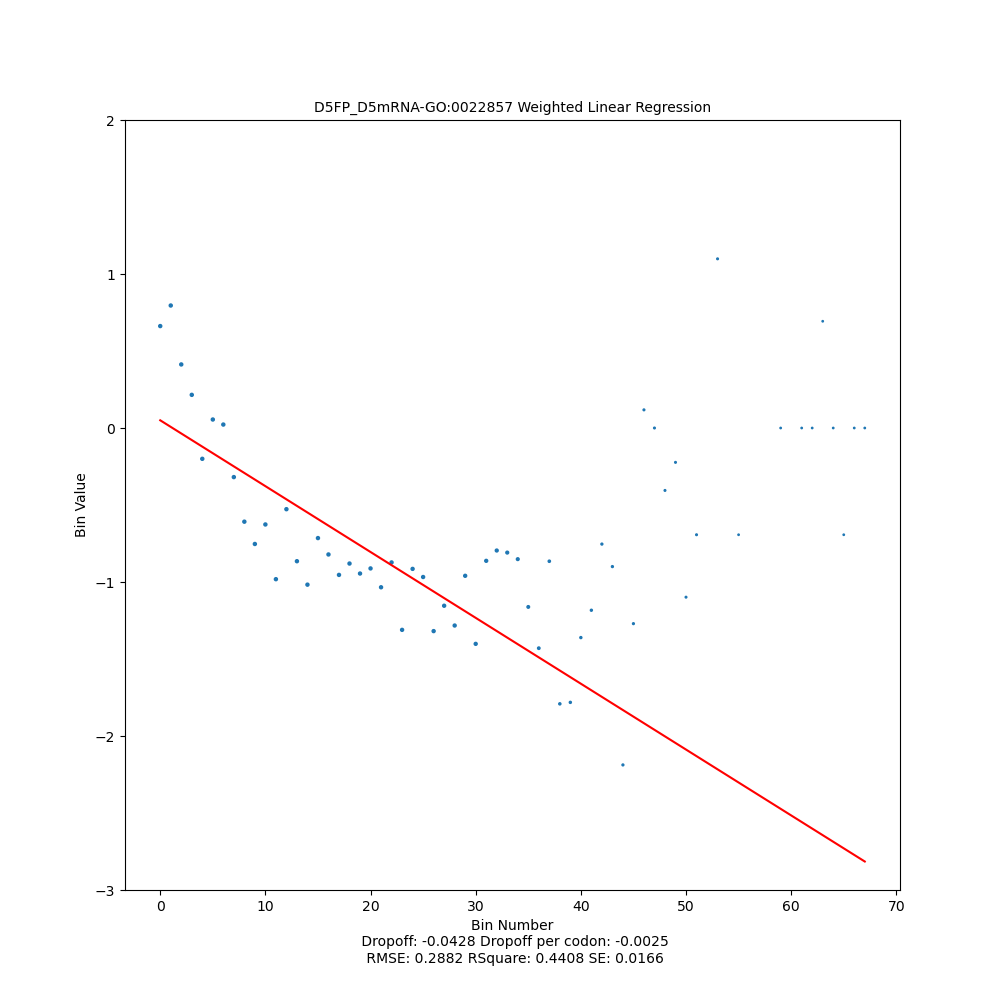 D5FP_D5mRNA-GO:0022857 Weighted Linear Regression
2
1
0
−1
−2
−3
Bin Value
0 10 20 30 40 50 60 70
Bin Number
Dropoff: -0.0428 Dropoff per codon: -0.0025
RMSE: 0.2882 RSquare: 0.4408 SE: 0.0166